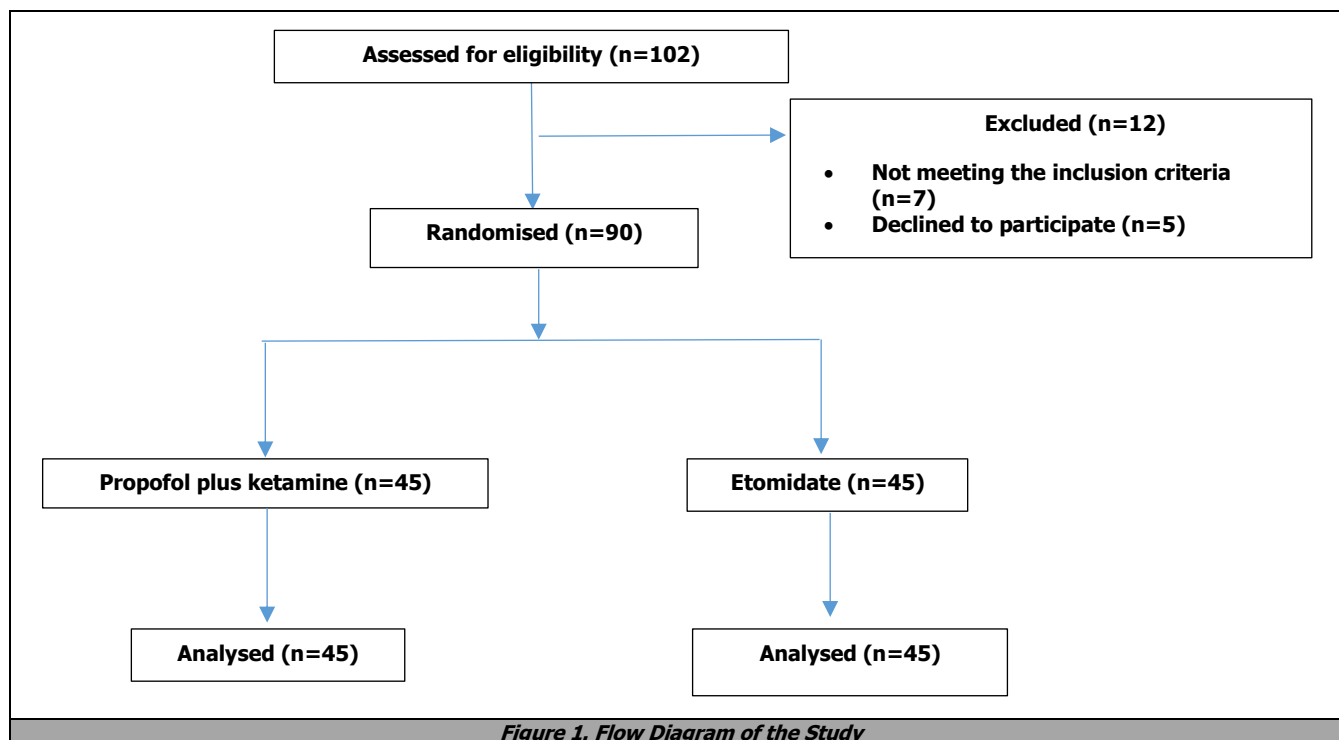 Assessed for eligibility (n=102)
Excluded (n=12)
• Not meeting the inclusion criteria
(n=7)
• Declined to participate (n=5)
Randomised (n=90)
Propofol plus ketamine (n=45)
Etomidate (n=45)
Analysed (n=45)
Analysed (n=45)
Figure 1. Flow Diagram of the Study